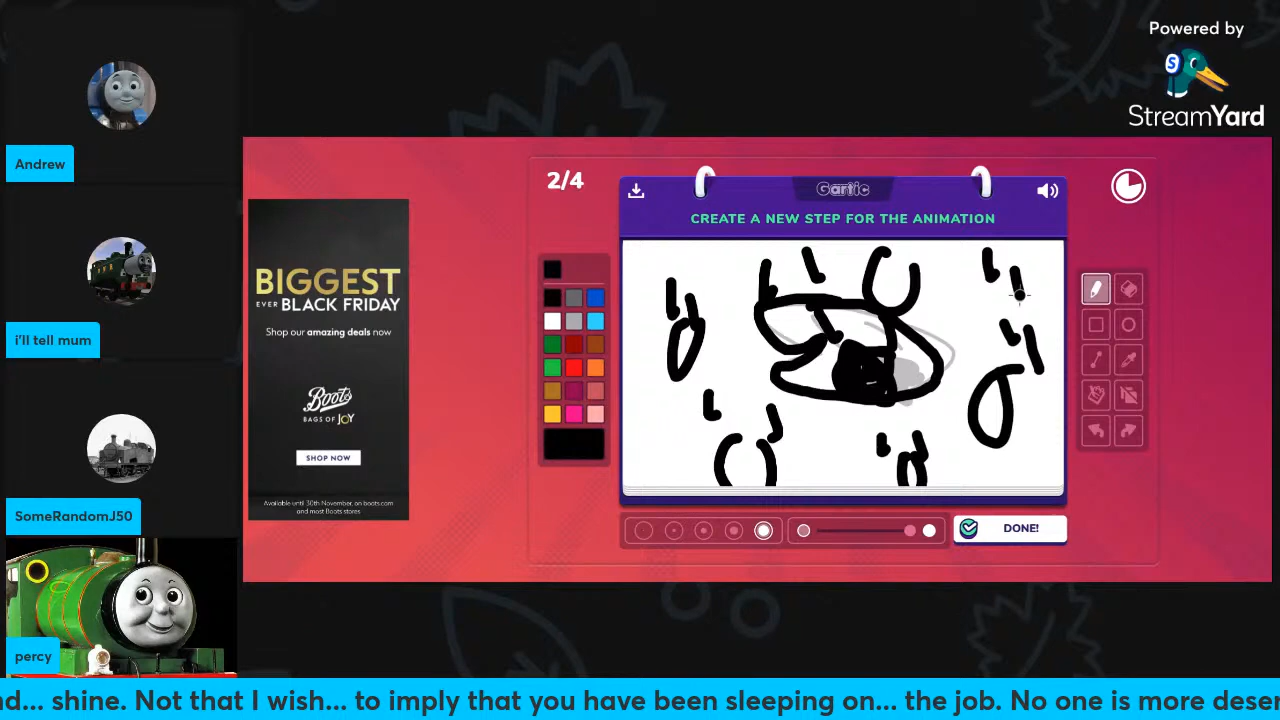 Powered by
StreamYard
Andrew
i'll tell mum
SomeRandomJ50
percy
2/4
Gartic
CREATE A NEW STEP FOR THE ANIMATION
BIGGEST
EVER BLACK FRIDAY
Shop our amazing deals now
Boots
BAGS OF JOY
SHOP NOW
Available until 30th November, on boots.com
and most Boots stores
DONE!
nd... shine. Not that I wish... to imply that you have been sleeping on... the job. No one is more deser